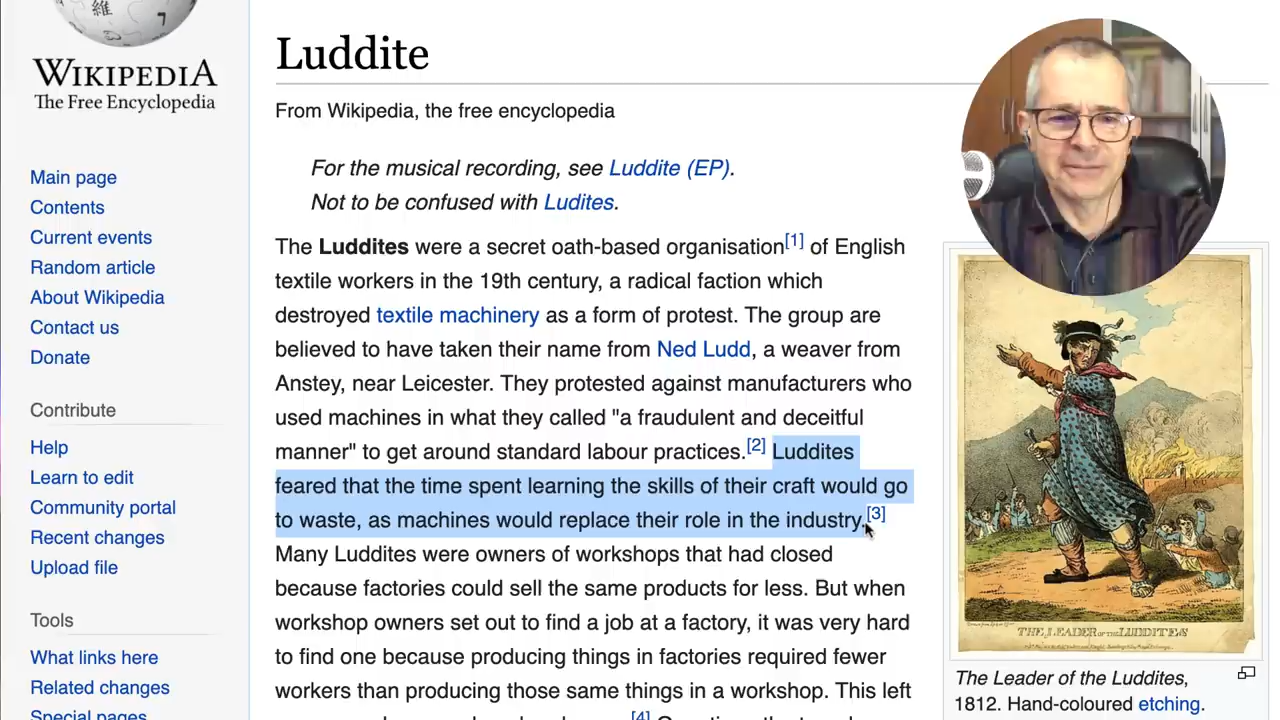 WIKIPEDIA
The Free Encyclopedia
Main page
Contents
Current events
Random article
About Wikipedia
Contact us
Donate
Contribute
Help
Learn to edit
Community portal
Recent changes
Upload file
Tools
What links here
Related changes
Special pages
Luddite
From Wikipedia, the free encyclopedia
For the musical recording, see Luddite (EP).
Not to be confused with Ludites.
The Luddites were a secret oath-based organisation[1] of English
textile workers in the 19th century, a radical faction which
destroyed textile machinery as a form of protest. The group are
believed to have taken their name from Ned Ludd, a weaver from
Anstey, near Leicester. They protested against manufacturers who
used machines in what they called "a fraudulent and deceitful
manner" to get around standard labour practices.[2] Luddites
feared that the time spent learning the skills of their craft would go
to waste, as machines would replace their role in the industry.[3]
Many Luddites were owners of workshops that had closed
because factories could sell the same products for less. But when
workshop owners set out to find a job at a factory, it was very hard
to find one because producing things in factories required fewer
workers than producing those same things in a workshop. This left
[4]
THE LEADER OF THE LUDDITES
The Leader of the Luddites,
1812. Hand-coloured etching.